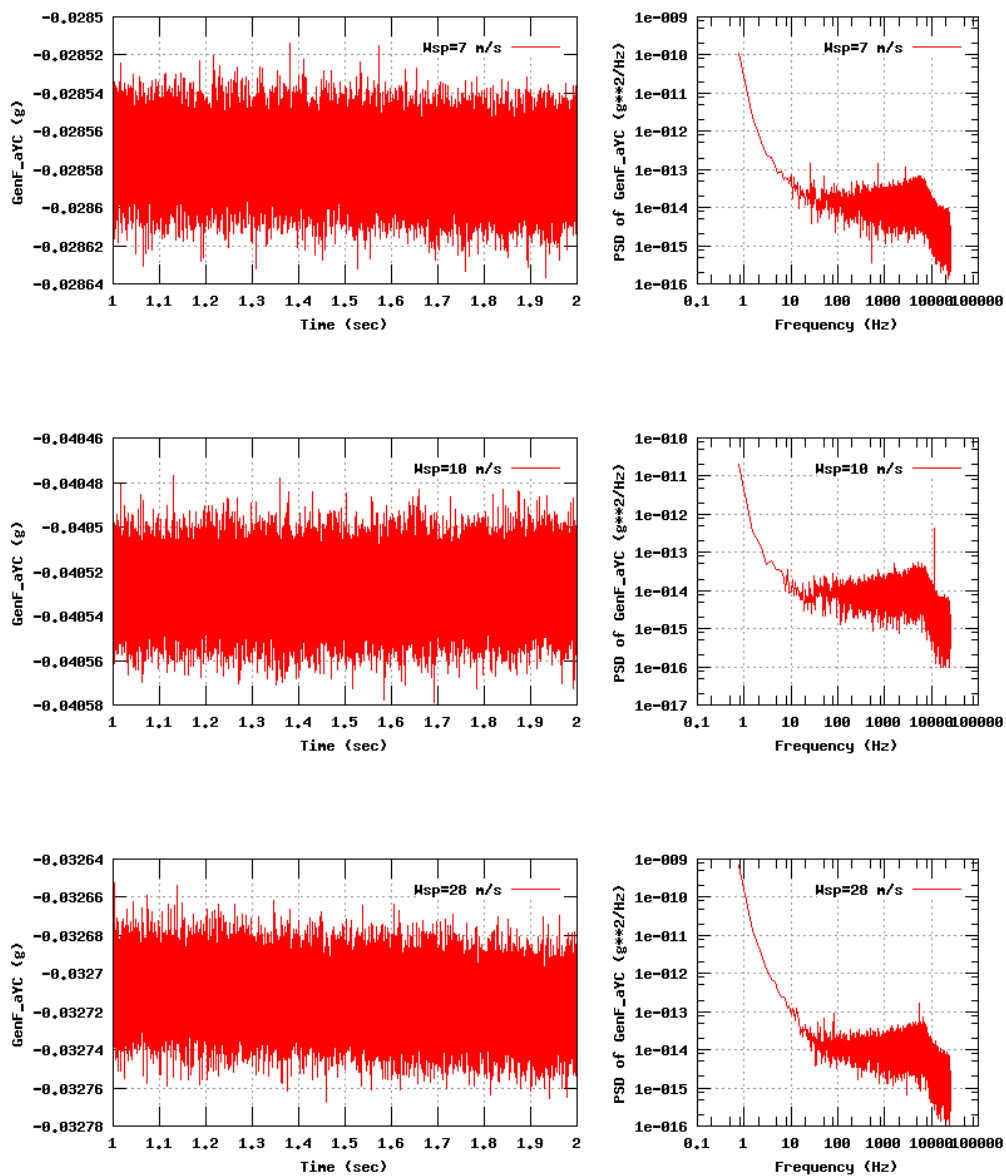 -0.0285
-0.02852
-0.02854
-0.02856
-0.02858
-0.0286
-0.02862
-0.02864
GenF_aYC (g)
Wsp=7 m/s
1 1.1 1.2 1.3 1.4 1.5 1.6 1.7 1.8 1.9 2
Time (sec)
1e-009
1e-010
1e-011
1e-012
1e-013
1e-014
1e-015
1e-016
PSD of GenF_aYC (g**2/Hz)
Wsp=7 m/s
0.1 1 10 100 1000 10000 100000
Frequency (Hz)
-0.04046
-0.04048
-0.0405
-0.04052
-0.04054
-0.04056
-0.04058
GenF_aYC (g)
Wsp=10 m/s
1 1.1 1.2 1.3 1.4 1.5 1.6 1.7 1.8 1.9 2
Time (sec)
1e-010
1e-011
1e-012
1e-013
1e-014
1e-015
1e-016
1e-017
PSD of GenF_aYC (g**2/Hz)
Wsp=10 m/s
0.1 1 10 100 1000 10000 100000
Frequency (Hz)
-0.03264
-0.03266
-0.03268
-0.0327
-0.03272
-0.03274
-0.03276
-0.03278
GenF_aYC (g)
Wsp=28 m/s
1 1.1 1.2 1.3 1.4 1.5 1.6 1.7 1.8 1.9 2
Time (sec)
1e-009
1e-010
1e-011
1e-012
1e-013
1e-014
1e-015
1e-016
PSD of GenF_aYC (g**2/Hz)
Wsp=28 m/s
0.1 1 10 100 1000 10000 100000
Frequency (Hz)